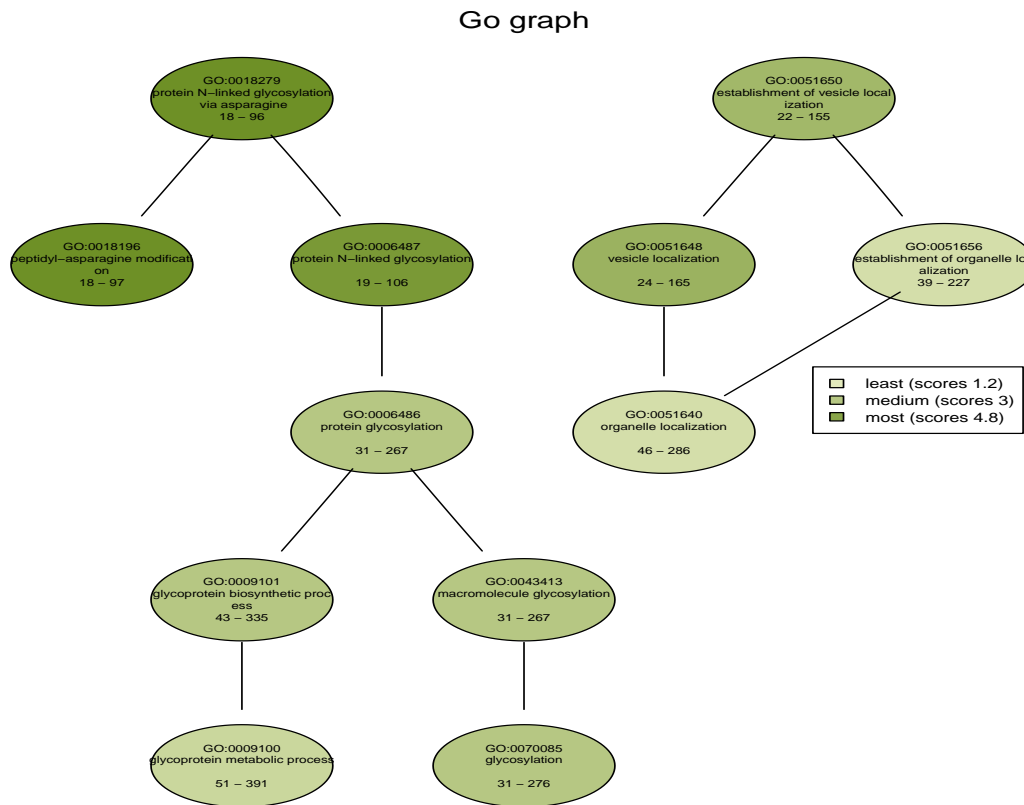 Go graph
GO:0018279
protein N−linked glycosylation
via asparagine
18 − 96
GO:0051650
establishment of vesicle local
ization
22 − 155
GO:0018196
peptidyl−asparagine modificati
on
18 − 97
GO:0006487
protein N−linked glycosylation
19 − 106
GO:0051648
vesicle localization
24 − 165
GO:0051656
establishment of organelle loc
alization
39 − 227
least (scores 1.2)
medium (scores 3)
most (scores 4.8)
GO:0006486
protein glycosylation
31 − 267
GO:0051640
organelle localization
46 − 286
GO:0009101
glycoprotein biosynthetic proc
ess
43 − 335
GO:0043413
macromolecule glycosylation
31 − 267
GO:0009100
glycoprotein metabolic process
51 − 391
GO:0070085
glycosylation
31 − 276